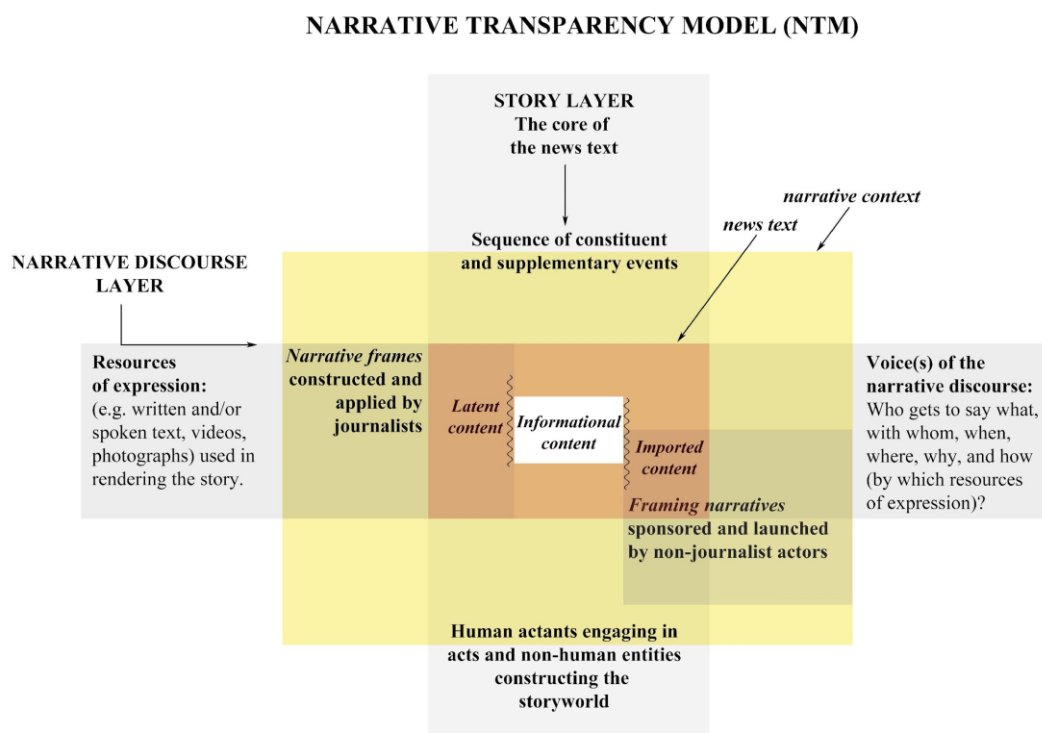 NARRATIVE TRANSPARENCY MODEL (NTM)
STORY LAYER
The core of
the news text
narrative context
news text
Sequence of constituent
and supplementary events
NARRATIVE DISCOURSE
LAYER
Resources
of expression:
(e.g. written and/or
spoken text, videos,
photographs) used in
rendering the story.
Narrative frames
constructed and
applied by
journalists
Latent
content
Informational
content
Imported
content
Framing narratives
sponsored and launched
by non-journalist actors
Voice(s) of the
narrative discourse:
Who gets to say what,
with whom, when,
where, why, and how
(by which resources
of expression)?
Human actants engaging in
acts and non-human entities
constructing the
storyworld